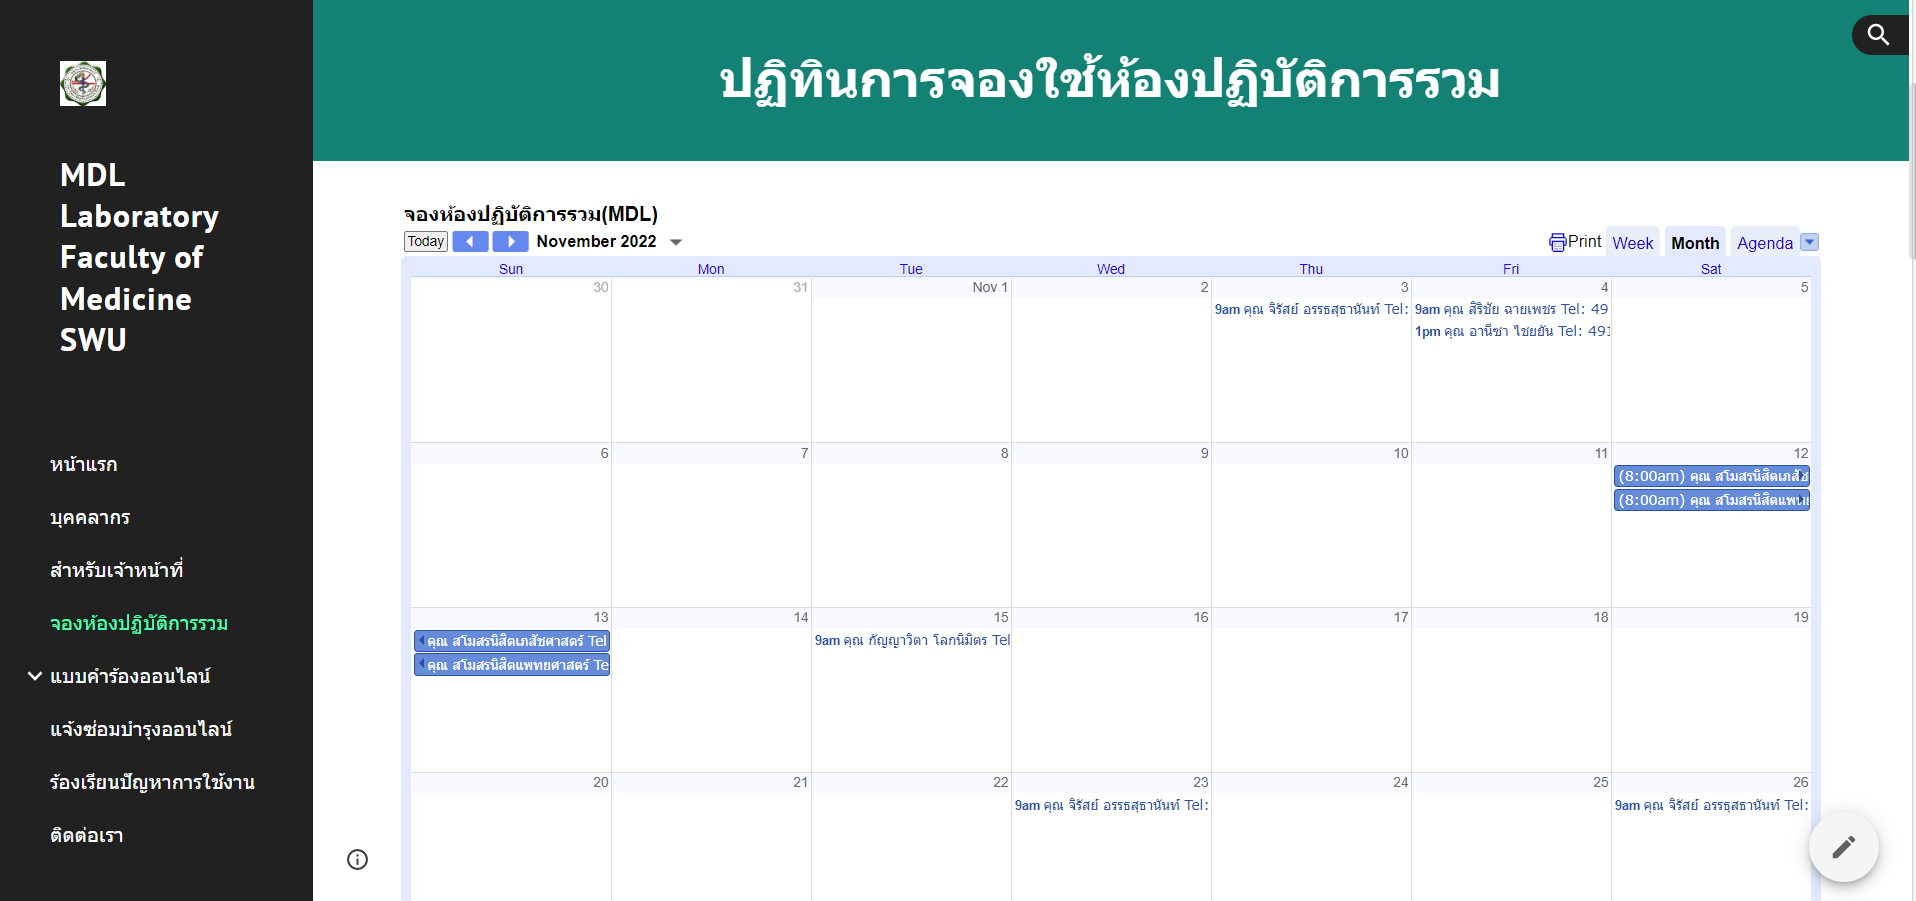 ปฏิทินการจองใช้ห้องปฏิบัติการรวม
MDL
Laboratory
Faculty of
Medicine
SWU
หน้าแรก
บุคคลากร
สำหรับเจ้าหน้าที่
จองห้องปฏิบัติการรวม
แบบคำร้องออนไลน์
แจ้งซ่อมบำรุงออนไลน์
ร้องเรียนปัญหาการใช้งาน
ติดต่อเรา
จองห้องปฏิบัติการรวม(MDL)
Today November 2022 Print Week Month Agenda
Sun Mon Tue Wed Thu Fri Sat
30 31 Nov 1 2 3 4 5
9am คุณ จิรัสย์ อรรธสุธานันท์ Tel: 9am คุณ สิริชัย ฉายเพชร Tel: 49
1pm คุณ อานีซา ไชยยัน Tel: 491
6 7 8 9 10 11 12
(8:00am) คุณ สโมสรนิสิตเภสัช
(8:00am) คุณ สโมสรนิสิตแพทย
13 14 15 16 17 18 19
คุณ สโมสรนิสิตเภสัชศาสตร์ Tel 9am คุณ กัญญาวิตา โลกนิมิตร Tel
คุณ สโมสรนิสิตแพทยศาสตร์ Te
20 21 22 23 24 25 26
9am คุณ จิรัสย์ อรรธสุธานันท์ Tel: 9am คุณ จิรัสย์ อรรธุสธานันท์ Tel: